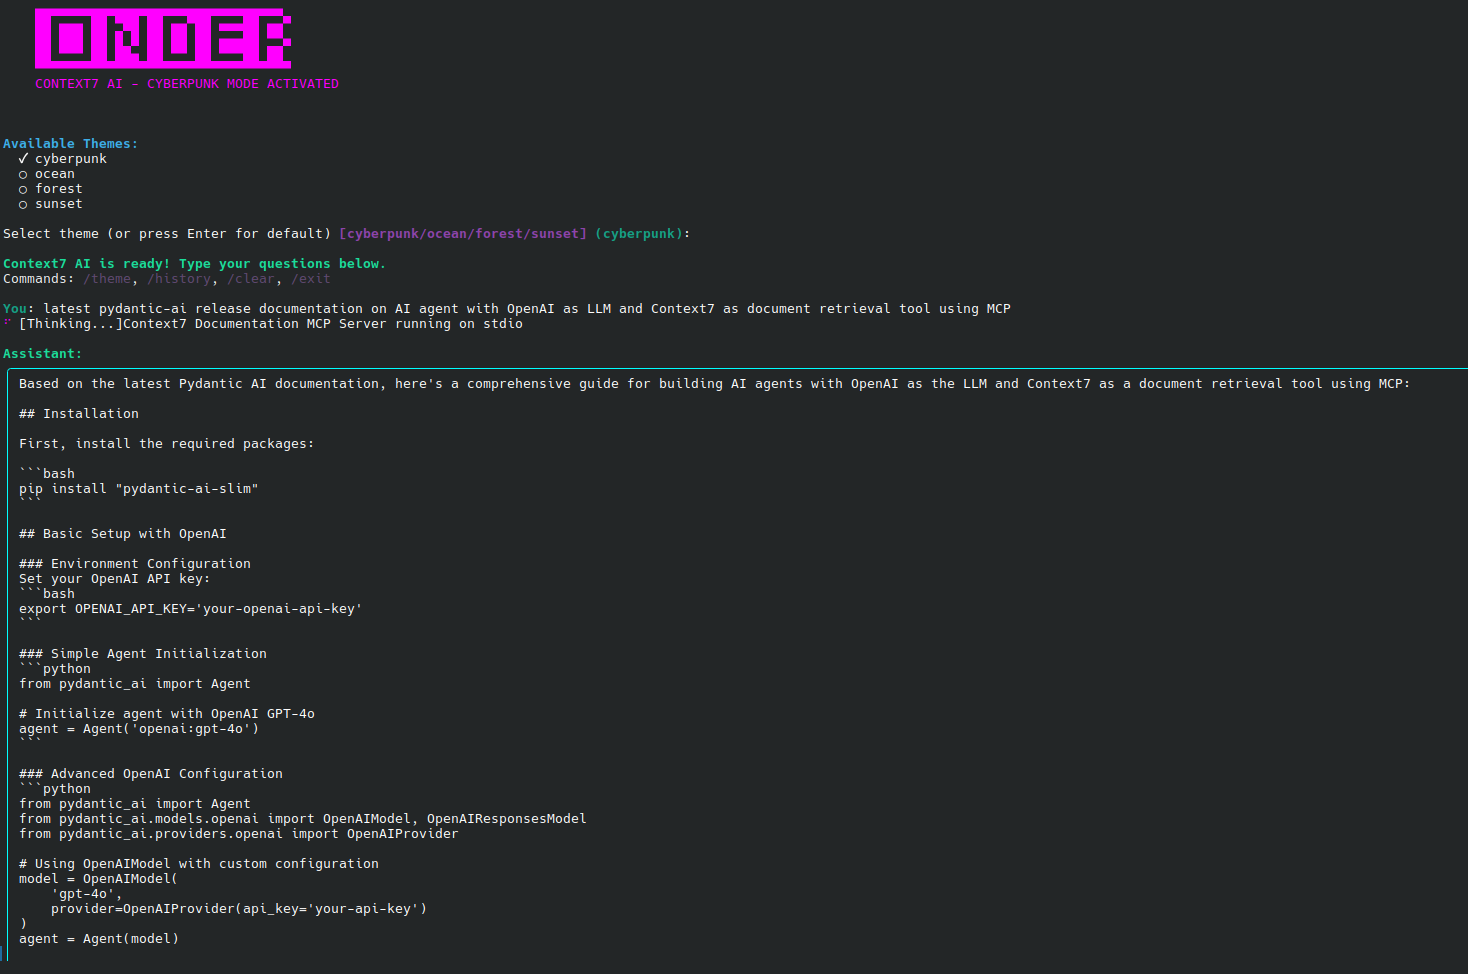 ONDER
CONTEXT7 AI - CYBERPUNK MODE ACTIVATED
Available Themes:
✓ cyberpunk
○ ocean
○ forest
○ sunset
Select theme (or press Enter for default) [cyberpunk/ocean/forest/sunset] (cyberpunk):
Context7 AI is ready! Type your questions below.
Commands: /theme, /history, /clear, /exit
You: latest pydantic-ai release documentation on AI agent with OpenAI as LLM and Context7 as document retrieval tool using MCP
[Thinking...]Context7 Documentation MCP Server running on stdio
Assistant:
Based on the latest Pydantic AI documentation, here's a comprehensive guide for building AI agents with OpenAI as the LLM and Context7 as a document retrieval tool using MCP:
## Installation
First, install the required packages:
```bash
pip install "pydantic-ai-slim"
```
## Basic Setup with OpenAI
### Environment Configuration
Set your OpenAI API key:
```bash
export OPENAI_API_KEY='your-openai-api-key'
```
### Simple Agent Initialization
```python
from pydantic_ai import Agent
# Initialize agent with OpenAI GPT-4o
agent = Agent('openai:gpt-4o')
```
### Advanced OpenAI Configuration
```python
from pydantic_ai import Agent
from pydantic_ai.models.openai import OpenAIModel, OpenAIResponsesModel
from pydantic_ai.providers.openai import OpenAIProvider
# Using OpenAIModel with custom configuration
model = OpenAIModel(
    'gpt-4o',
    provider=OpenAIProvider(api_key='your-api-key')
)
agent = Agent(model)